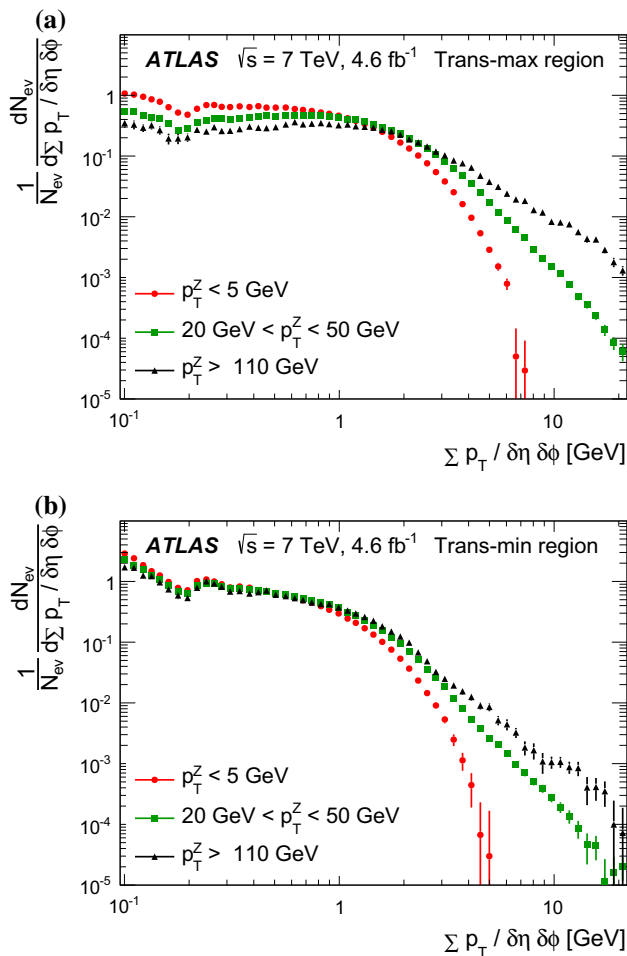 (a)
1/N_ev dN_ev / d∑ p_T / δη δϕ
ATLAS √s = 7 TeV, 4.6 fb⁻¹ Trans-max region
1
10⁻¹
10⁻²
10⁻³
10⁻⁴
10⁻⁵
p_T^Z < 5 GeV
20 GeV < p_T^Z < 50 GeV
p_T^Z > 110 GeV
10⁻¹ 1 10
∑ p_T / δη δϕ [GeV]
(b)
1/N_ev dN_ev / d∑ p_T / δη δϕ
ATLAS √s = 7 TeV, 4.6 fb⁻¹ Trans-min region
1
10⁻¹
10⁻²
10⁻³
10⁻⁴
10⁻⁵
p_T^Z < 5 GeV
20 GeV < p_T^Z < 50 GeV
p_T^Z > 110 GeV
10⁻¹ 1 10
∑ p_T / δη δϕ [GeV]